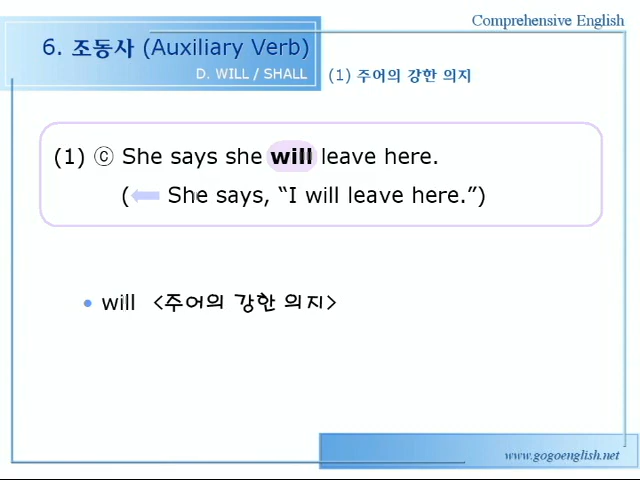 Comprehensive English
6. 조동사 (Auxiliary Verb)
D. WILL / SHALL
(1) 주어의 강한 의지
(1) ⓒ She says she will leave here.
(← She says, “I will leave here.”)
• will <주어의 강한 의지>
www.gogoenglish.net